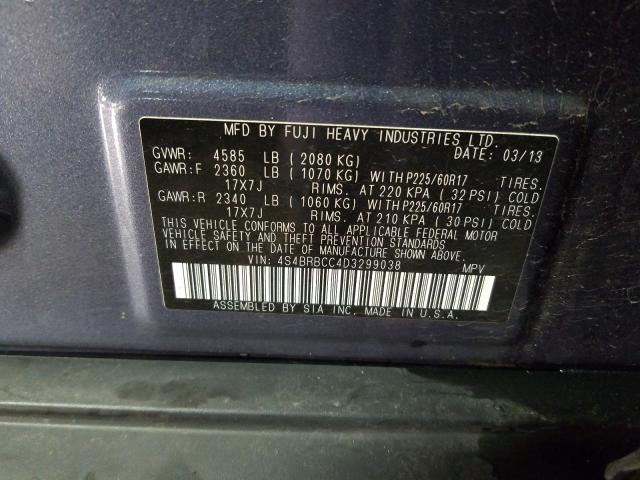 MFD BY FUJI HEAVY INDUSTRIES LTD.
GVWR: 4585 LB (2080 KG) DATE: 03/13
GAWR:F 2360 LB (1070 KG) WITH P225/60R17 TIRES.
17X7J RIMS. AT 220 KPA (32 PSI) COLD
GAWR:R 2340 LB (1060 KG) WITH P225/60R17 TIRES.
17X7J RIMS. AT 210 KPA (30 PSI) COLD
THIS VEHICLE CONFORMS TO ALL APPLICABLE FEDERAL MOTOR
VEHICLE SAFETY AND THEFT PREVENTION STANDARDS
IN EFFECT ON THE DATE OF MANUFACTURE SHOWN ABOVE.
VIN: 4S4BRBCC4D3299038 MPV
ASSEMBLED BY SIA INC. MADE IN U.S.A.